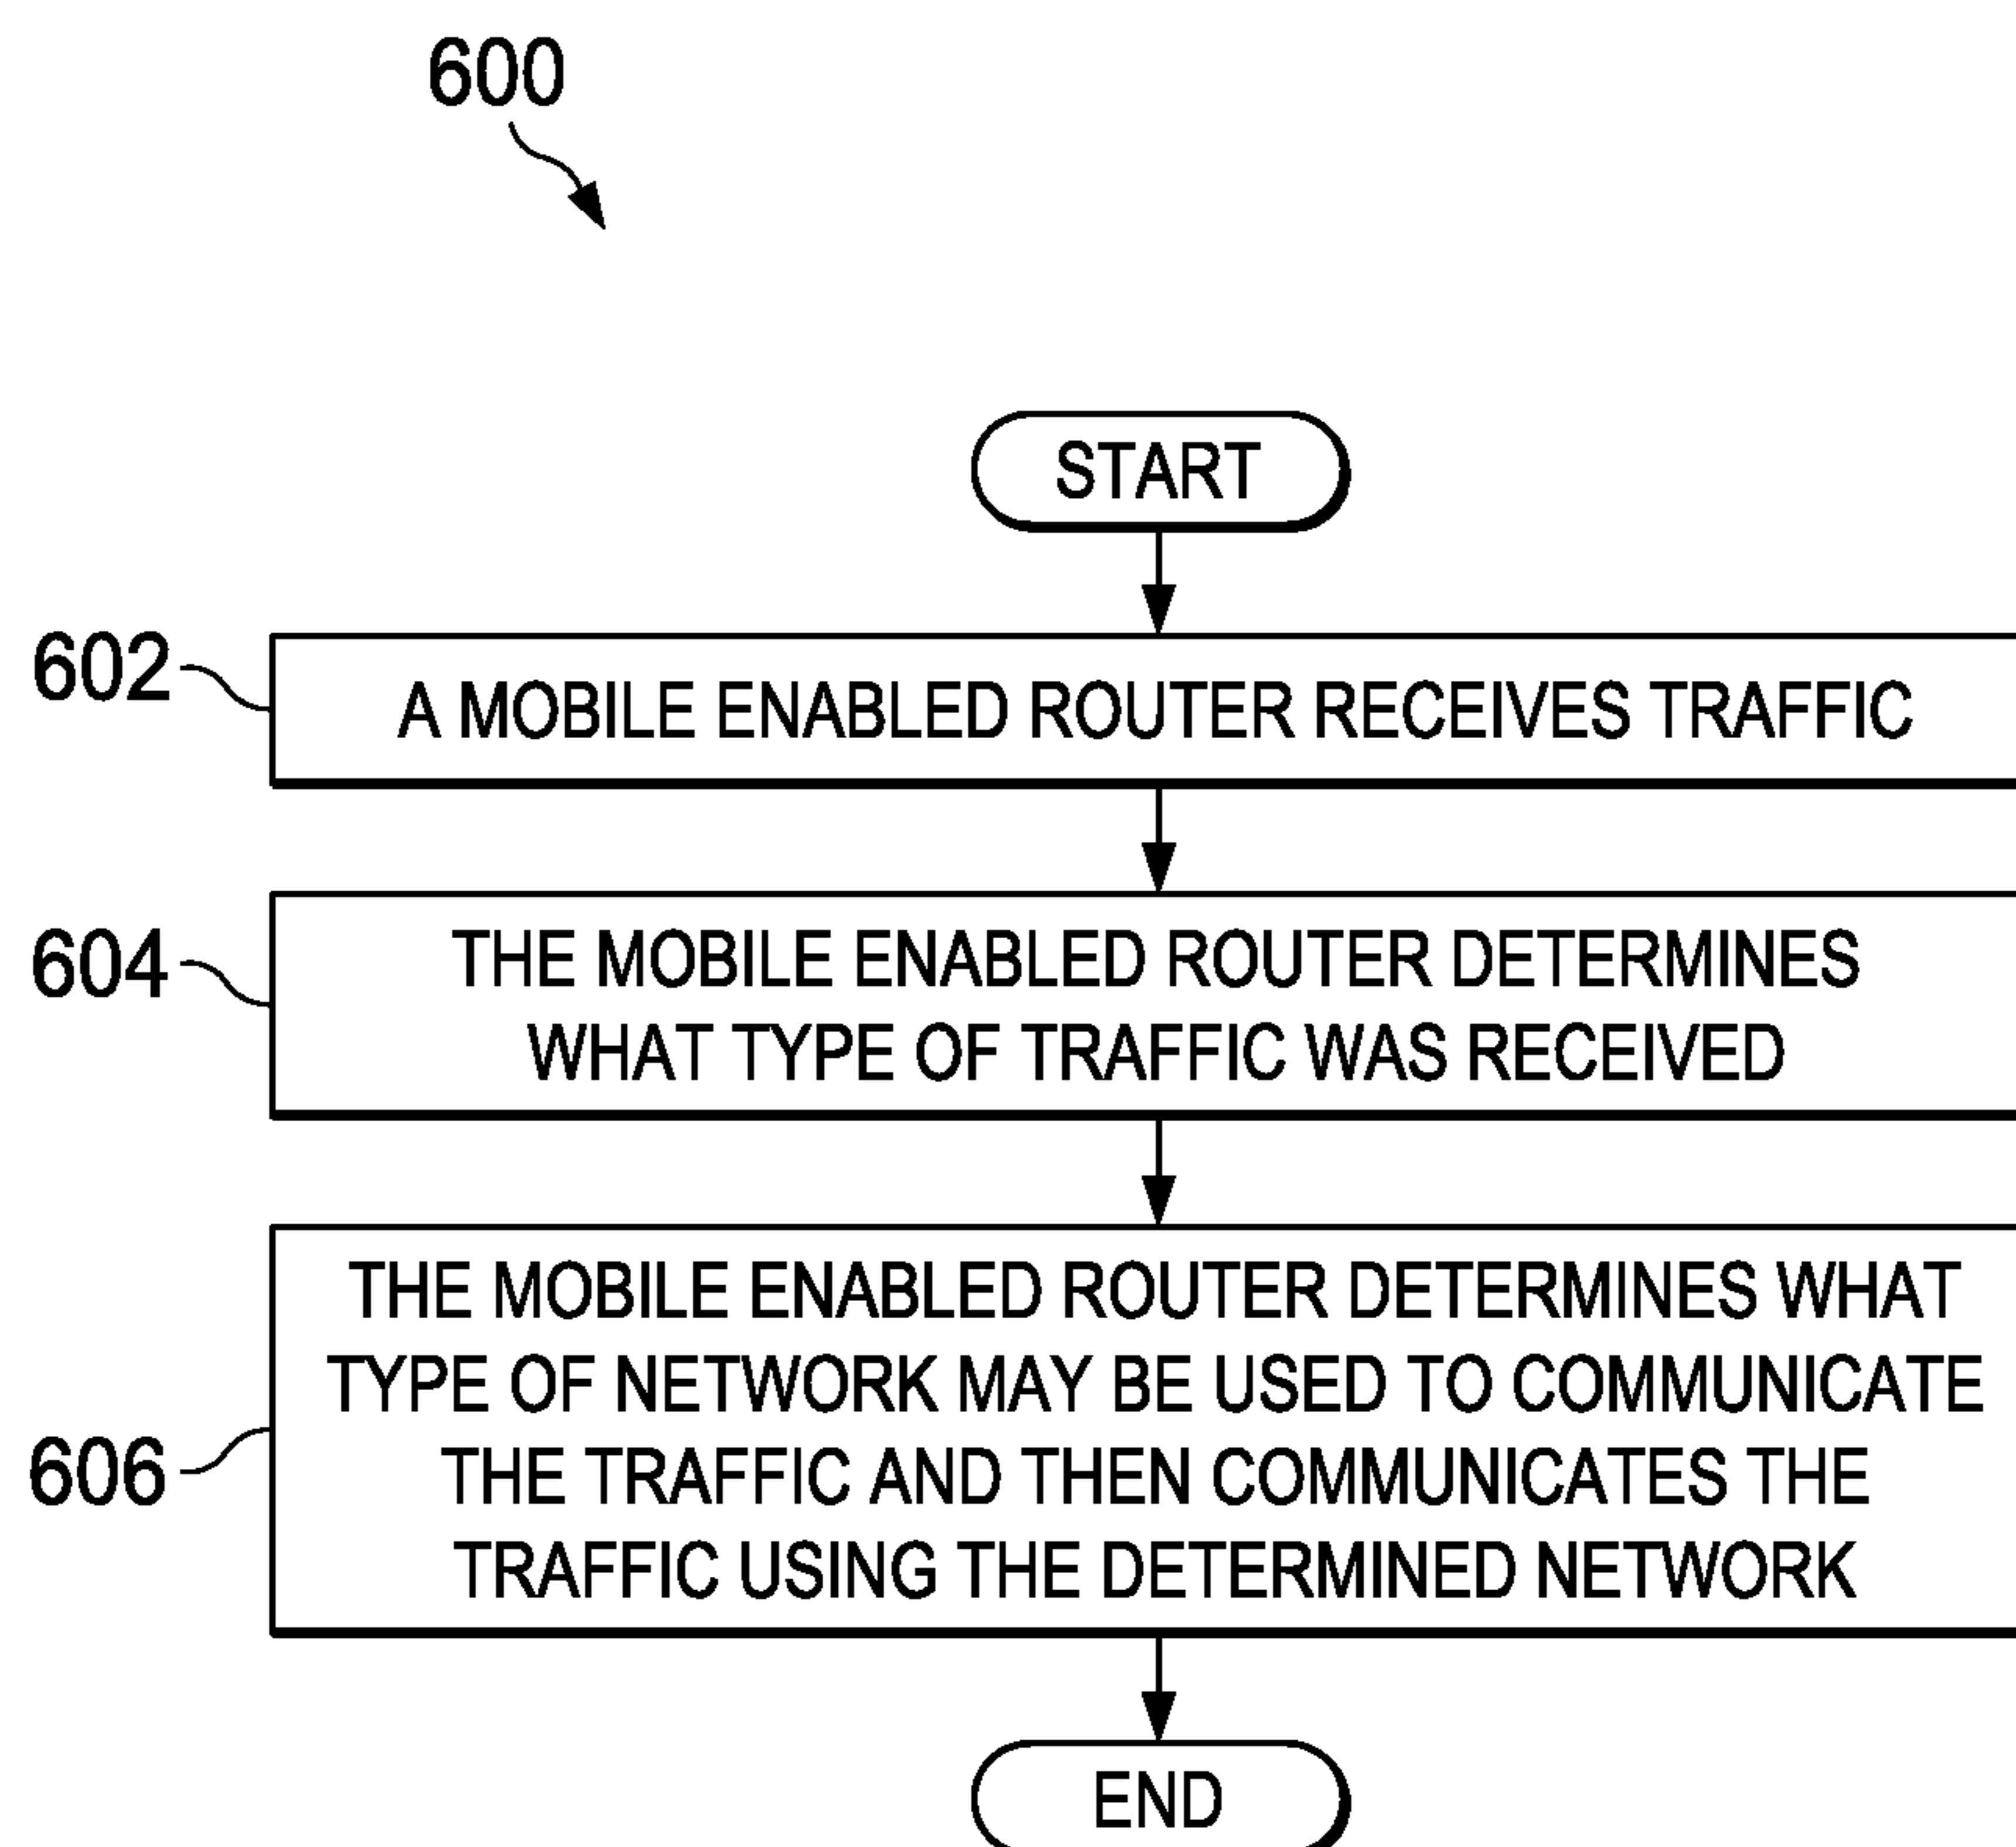 600
START
602
A MOBILE ENABLED ROUTER RECEIVES TRAFFIC
604
THE MOBILE ENABLED ROUTER DETERMINES
WHAT TYPE OF TRAFFIC WAS RECEIVED
606
THE MOBILE ENABLED ROUTER DETERMINES WHAT
TYPE OF NETWORK MAY BE USED TO COMMUNICATE
THE TRAFFIC AND THEN COMMUNICATES THE
TRAFFIC USING THE DETERMINED NETWORK
END